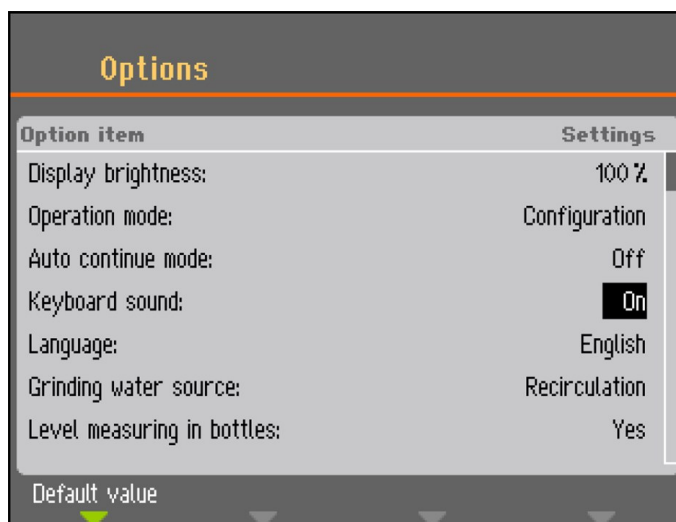 Options
Option item Settings
Display brightness: 100 %
Operation mode: Configuration
Auto continue mode: Off
Keyboard sound: On
Language: English
Grinding water source: Recirculation
Level measuring in bottles: Yes
Default value